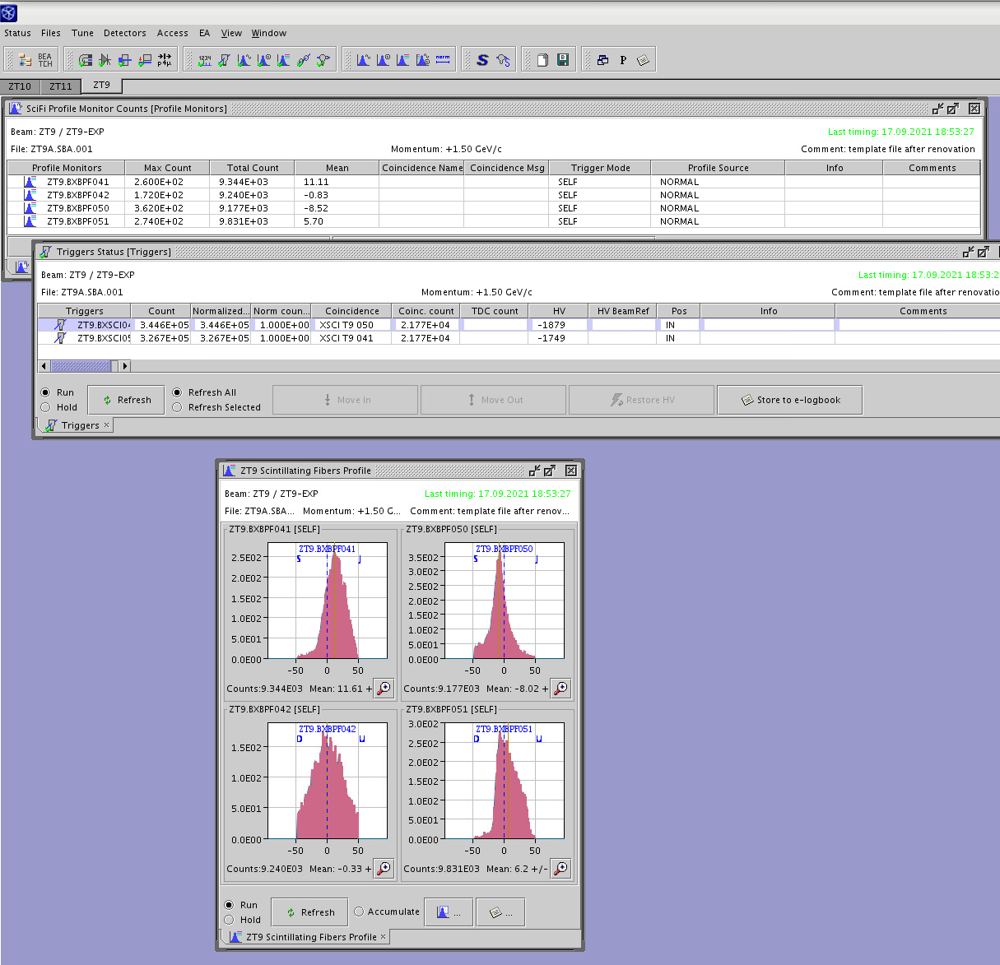 Status Files Tune Detectors Access EA View Window
BEA
TCH
1234
p4μ
norm
S
P
ZT10 ZT11 ZT9
SciFi Profile Monitor Counts [Profile Monitors]
Beam: ZT9 / ZT9-EXP Last timing: 17.09.2021 18:53:27
File: ZT9A.SBA.001 Momentum: +1.50 GeV/c Comment: template file after renovation
Profile Monitors Max Count Total Count Mean Coincidence Name Coincidence Msg Trigger Mode Profile Source Info Comments
ZT9.BXBPF041 2.600E+02 9.344E+03 11.11 SELF NORMAL
ZT9.BXBPF042 1.720E+02 9.240E+03 -0.83 SELF NORMAL
ZT9.BXBPF050 3.620E+02 9.177E+03 -8.52 SELF NORMAL
ZT9.BXBPF051 2.740E+02 9.831E+03 5.70 SELF NORMAL
Triggers Status [Triggers]
Beam: ZT9 / ZT9-EXP Last timing: 17.09.2021 18:53:2
File: ZT9A.SBA.001 Momentum: +1.50 GeV/c Comment: template file after renovatio
Triggers Count Normalized... Norm coun... Coincidence Coinc. count TDC count HV HV BeamRef Pos Info Comments
ZT9.BXSCI04 3.446E+05 3.446E+05 1.000E+00 XSCI T9 050 2.177E+04 -1879 IN
ZT9.BXSCI05 3.267E+05 3.267E+05 1.000E+00 XSCI T9 041 2.177E+04 -1749 IN
Run Hold Refresh Refresh All Refresh Selected Move In Move Out Restore HV Store to e-logbook
Triggers ×
ZT9 Scintillating Fibers Profile
Beam: ZT9 / ZT9-EXP Last timing: 17.09.2021 18:53:27
File: ZT9A.SBA... Momentum: +1.50 G... Comment: template file after renov...
ZT9.BXBPF041 [SELF]
ZT9.BXBPF041
S J
2.5E02
2.0E02
1.5E02
1.0E02
5.0E01
0.0E00
-50 0 50
Counts:9.344E03 Mean: 11.61 +
ZT9.BXBPF050 [SELF]
ZT9.BXBPF050
S J
3.5E02
3.0E02
2.5E02
2.0E02
1.5E02
1.0E02
5.0E01
0.0E00
-50 0 50
Counts:9.177E03 Mean: -8.02 +
ZT9.BXBPF042 [SELF]
ZT9.BXBPF042
D
1.5E02
1.0E02
5.0E01
0.0E00
-50 0 50
Counts:9.240E03 Mean: -0.33 +
ZT9.BXBPF051 [SELF]
ZT9.BXBPF051
D
3.0E02
2.5E02
2.0E02
1.5E02
1.0E02
5.0E01
0.0E00
-50 0 50
Counts:9.831E03 Mean: 6.2 +/-
Run Hold Refresh Accumulate ... ...
ZT9 Scintillating Fibers Profile ×